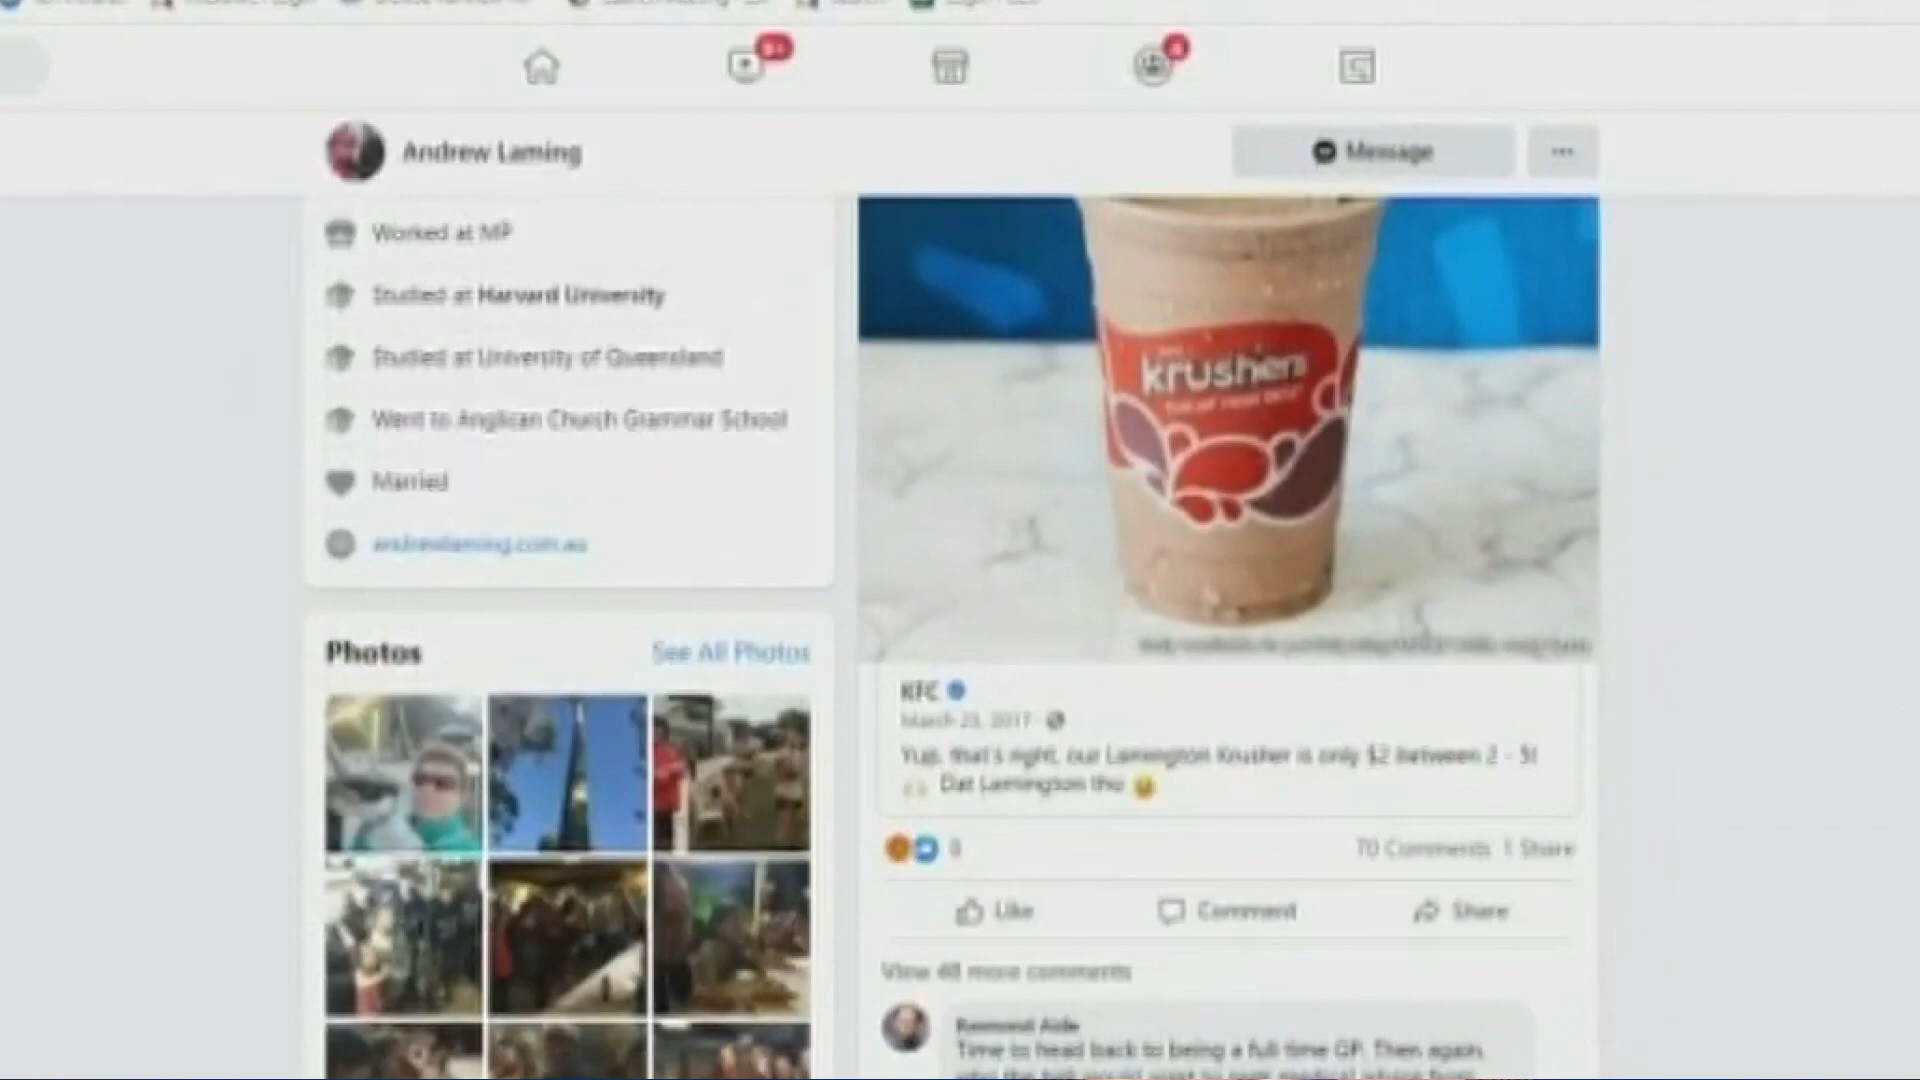 Andrew Laming
Message
Worked at MP
Studied at Harvard University
Studied at University of Queensland
Went to Anglican Church Grammar School
Married
andrewlaming.com.au
Photos
See All Photos
krushers
KFC
March 23, 2017
Yup, that's right, our Lamington Krusher is only $2 between 2 - 5!
Dat Lamington tho
8
70 Comments 1 Share
Like
Comment
Share
View 48 more comments
Time to head back to being a full time GP. Then again,